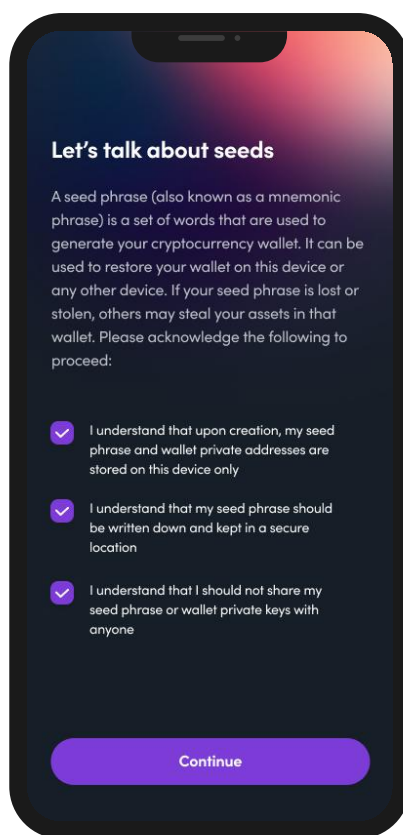 Let's talk about seeds
A seed phrase (also known as a mnemonic
phrase) is a set of words that are used to
generate your cryptocurrency wallet. It can be
used to restore your wallet on this device or
any other device. If your seed phrase is lost or
stolen, others may steal your assets in that
wallet. Please acknowledge the following to
proceed:
I understand that upon creation, my seed
phrase and wallet private addresses are
stored on this device only
I understand that my seed phrase should
be written down and kept in a secure
location
I understand that I should not share my
seed phrase or wallet private keys with
anyone
Continue